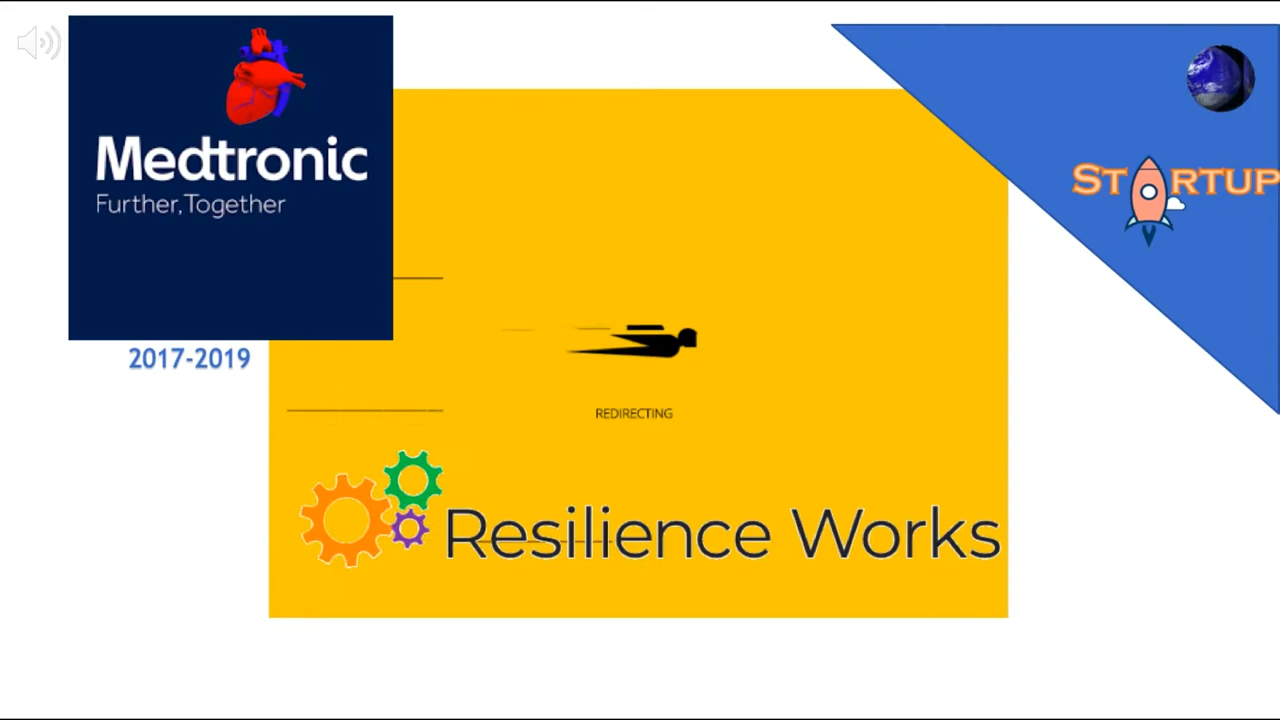 Medtronic
Further, Together
STARTUP
2017-2019
REDIRECTING
Resilience Works